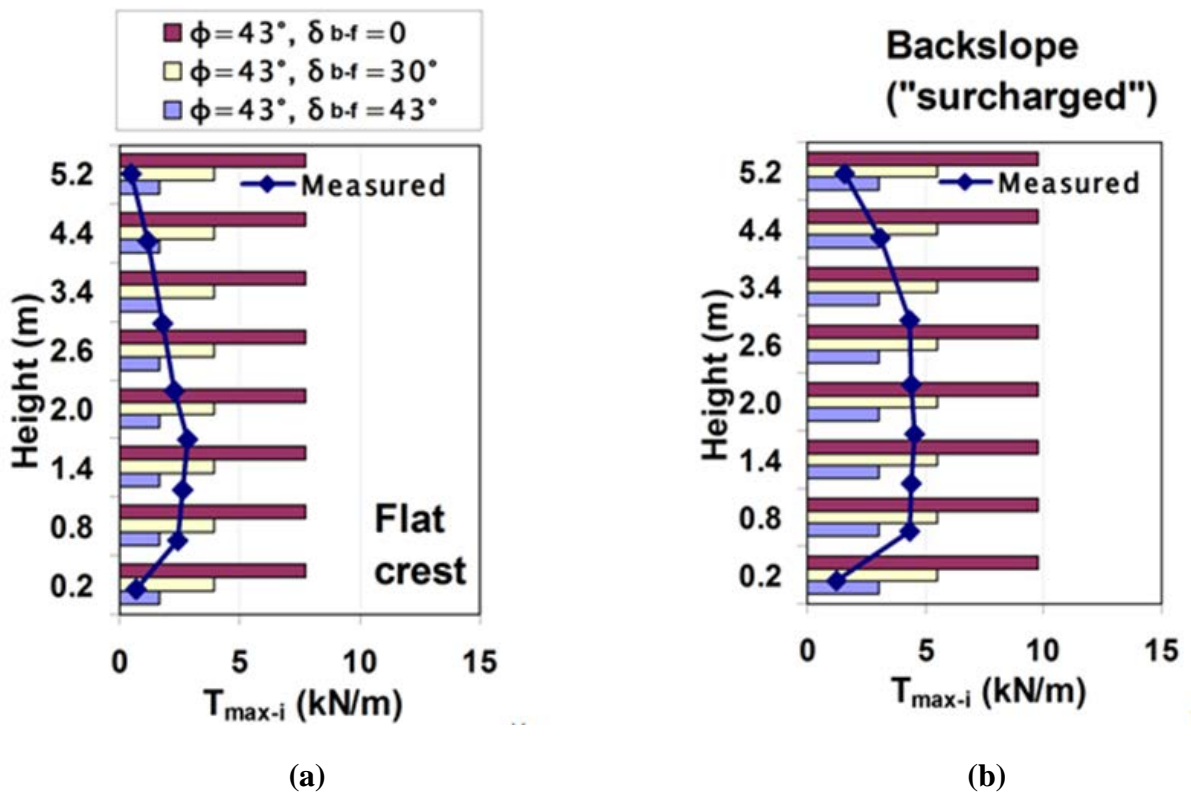 ϕ=43°, δ b-f =0
ϕ=43°, δ b-f =30°
ϕ=43°, δ b-f =43°
Height (m)
5.2
4.4
3.4
2.6
2.0
1.4
0.8
0.2
Measured
Flat
crest
0 5 10 15
Tmax-i (kN/m)
(a)
Backslope
("surcharged")
Height (m)
5.2
4.4
3.4
2.6
2.0
1.4
0.8
0.2
Measured
0 5 10 15
Tmax-i (kN/m)
(b)